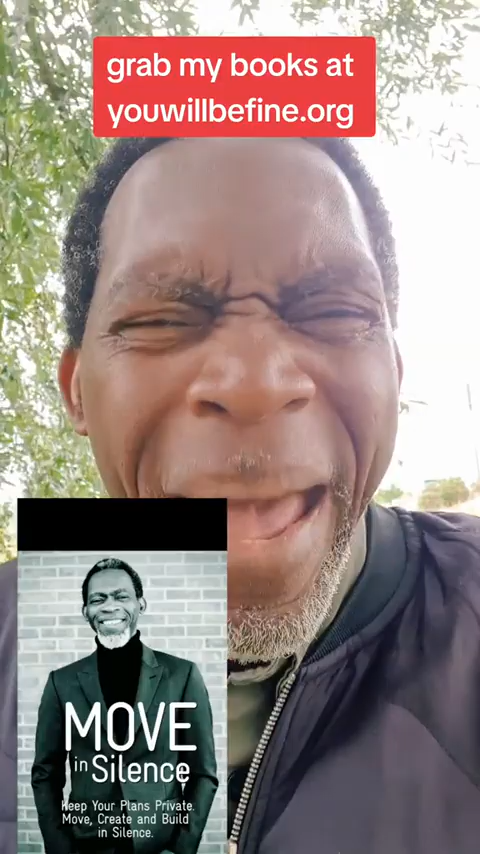 grab my books at
youwillbefine.org
MOVE
in Silence
Keep Your Plans Private.
Move, Create and Build
in Silence.